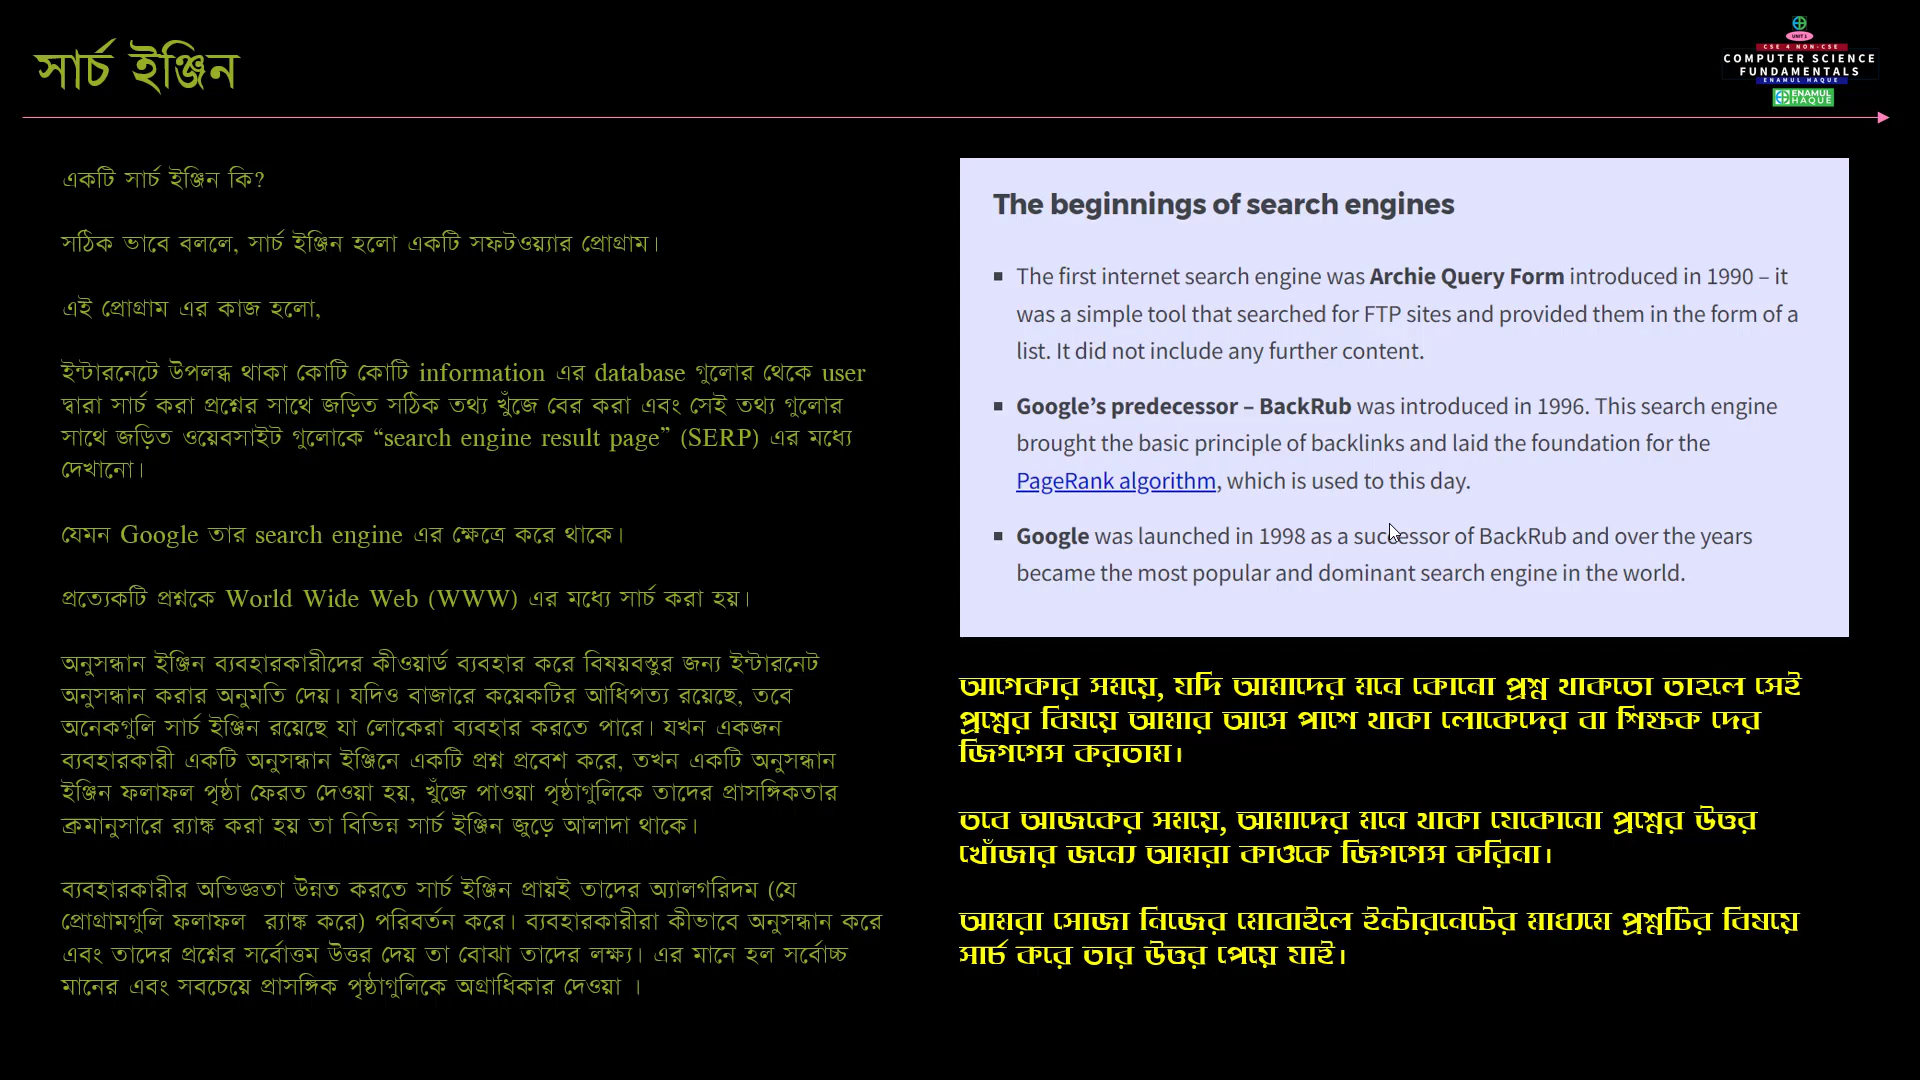 সার্চ ইঞ্জিন
UNIT 1
CSE 4 NON-CSE
COMPUTER SCIENCE
FUNDAMENTALS
ENAMUL HAQUE
ENAMUL
HAQUE
একটি সার্চ ইঞ্জিন কি?
সঠিক ভাবে বললে, সার্চ ইঞ্জিন হলো একটি সফটওয়্যার প্রোগ্রাম।
এই প্রোগ্রাম এর কাজ হলো,
ইন্টারনেটে উপলব্ধ থাকা কোটি কোটি information এর database গুলোর থেকে user
দ্বারা সার্চ করা প্রশ্নের সাথে জড়িত সঠিক তথ্য খুঁজে বের করা এবং সেই তথ্য গুলোর
সাথে জড়িত ওয়েবসাইট গুলোকে “search engine result page” (SERP) এর মধ্যে
দেখানো।
যেমন Google তার search engine এর ক্ষেত্রে করে থাকে।
প্রত্যেকটি প্রশ্নকে World Wide Web (WWW) এর মধ্যে সার্চ করা হয়।
অনুসন্ধান ইঞ্জিন ব্যবহারকারীদের কীওয়ার্ড ব্যবহার করে বিষয়বস্তুর জন্য ইন্টারনেট
অনুসন্ধান করার অনুমতি দেয়। যদিও বাজারে কয়েকটির আধিপত্য রয়েছে, তবে
অনেকগুলি সার্চ ইঞ্জিন রয়েছে যা লোকেরা ব্যবহার করতে পারে। যখন একজন
ব্যবহারকারী একটি অনুসন্ধান ইঞ্জিনে একটি প্রশ্ন প্রবেশ করে, তখন একটি অনুসন্ধান
ইঞ্জিন ফলাফল পৃষ্ঠা ফেরত দেওয়া হয়, খুঁজে পাওয়া পৃষ্ঠাগুলিকে তাদের প্রাসঙ্গিকতার
ক্রমানুসারে র‍্যাঙ্ক করা হয় তা বিভিন্ন সার্চ ইঞ্জিন জুড়ে আলাদা থাকে।
ব্যবহারকারীর অভিজ্ঞতা উন্নত করতে সার্চ ইঞ্জিন প্রায়ই তাদের অ্যালগরিদম (যে
প্রোগ্রামগুলি ফলাফল র‍্যাঙ্ক করে) পরিবর্তন করে। ব্যবহারকারীরা কীভাবে অনুসন্ধান করে
এবং তাদের প্রশ্নের সর্বোত্তম উত্তর দেয় তা বোঝা তাদের লক্ষ্য। এর মানে হল সর্বোচ্চ
মানের এবং সবচেয়ে প্রাসঙ্গিক পৃষ্ঠাগুলিকে অগ্রাধিকার দেওয়া ।
The beginnings of search engines
▪ The first internet search engine was Archie Query Form introduced in 1990 – it
was a simple tool that searched for FTP sites and provided them in the form of a
list. It did not include any further content.
▪ Google’s predecessor – BackRub was introduced in 1996. This search engine
brought the basic principle of backlinks and laid the foundation for the
PageRank algorithm, which is used to this day.
▪ Google was launched in 1998 as a successor of BackRub and over the years
became the most popular and dominant search engine in the world.
আগেকার সময়ে, যদি আমাদের মনে কোনো প্রশ্ন থাকতো তাহলে সেই
প্রশ্নের বিষয়ে আমার আসে পাশে থাকা লোকেদের বা শিক্ষক দের
জিগগেস করতাম।
তবে আজকের সময়ে, আমাদের মনে থাকা যেকোনো প্রশ্নের উত্তর
খোঁজার জন্যে আমরা কাওকে জিগগেস করিনা।
আমরা সোজা নিজের মোবাইলে ইন্টারনেটের মাধ্যমে প্রশ্নটির বিষয়ে
সার্চ করে তার উত্তর পেয়ে যাই।